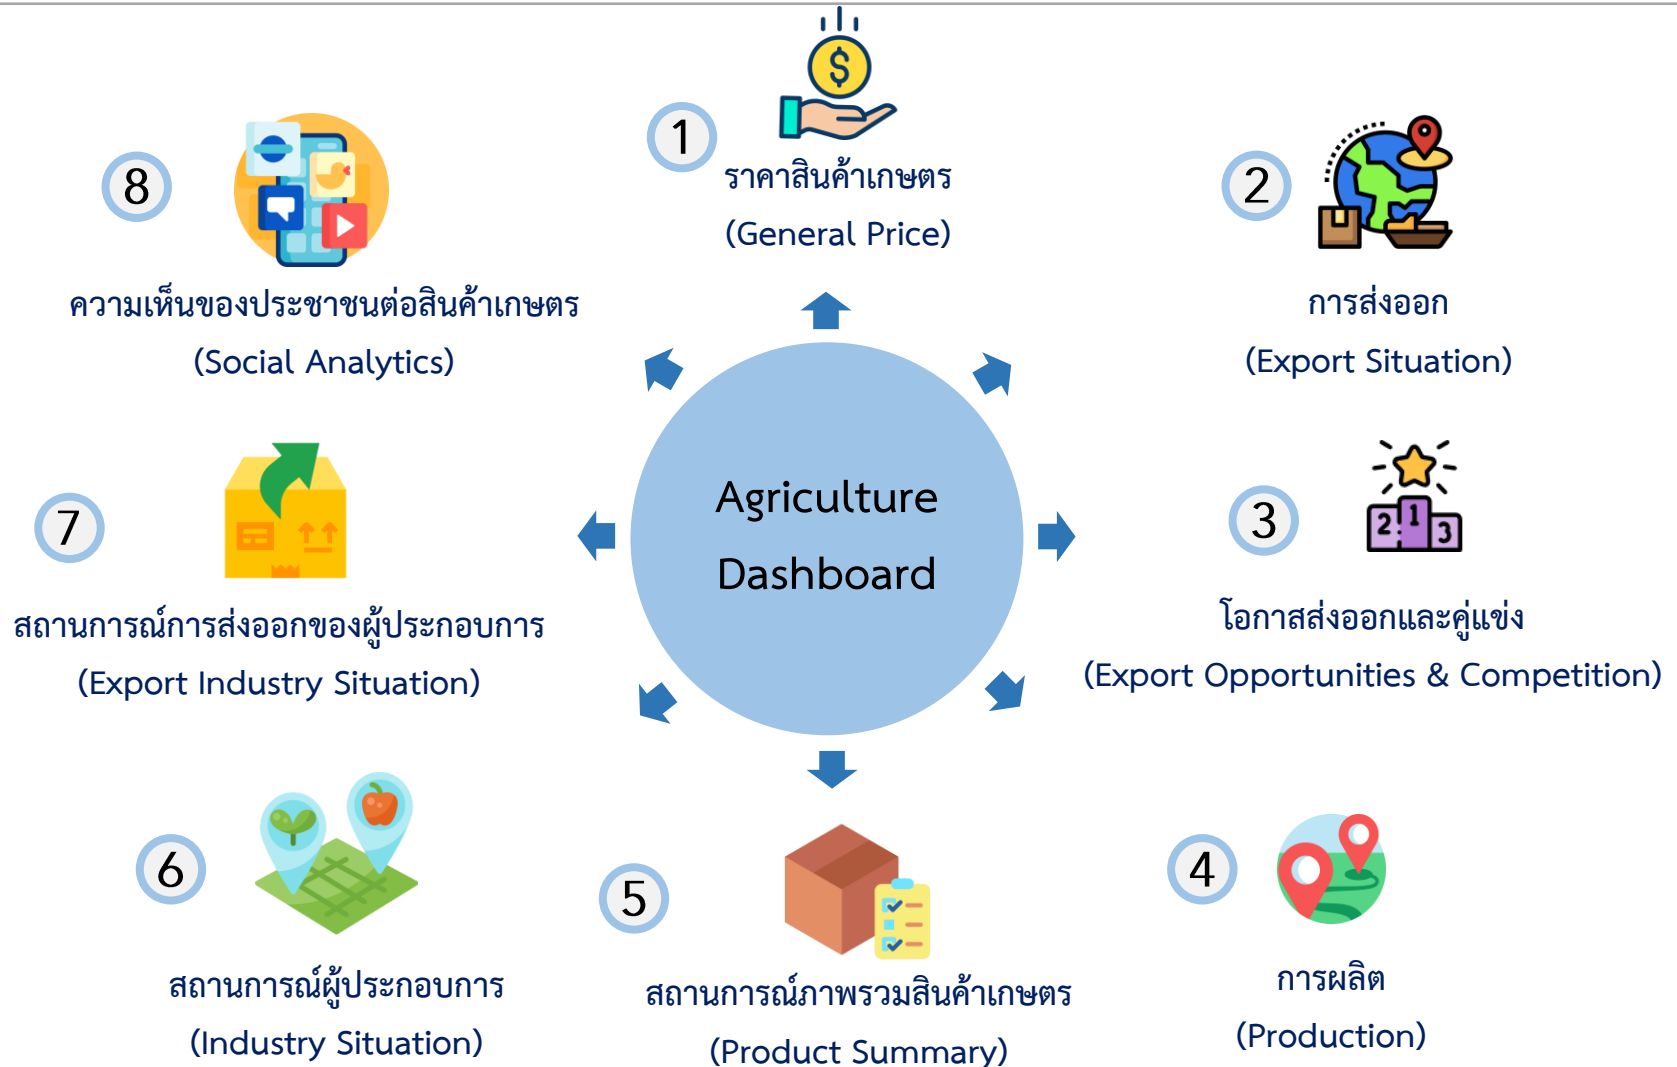 1
ราคาสินค้าเกษตร
(General Price)
2
การส่งออก
(Export Situation)
3
2 1 3
โอกาสส่งออกและคู่แข่ง
(Export Opportunities & Competition)
4
การผลิต
(Production)
5
สถานการณ์ภาพรวมสินค้าเกษตร
(Product Summary)
6
สถานการณ์ผู้ประกอบการ
(Industry Situation)
7
สถานการณ์การส่งออกของผู้ประกอบการ
(Export Industry Situation)
8
ความเห็นของประชาชนต่อสินค้าเกษตร
(Social Analytics)
Agriculture
Dashboard
$